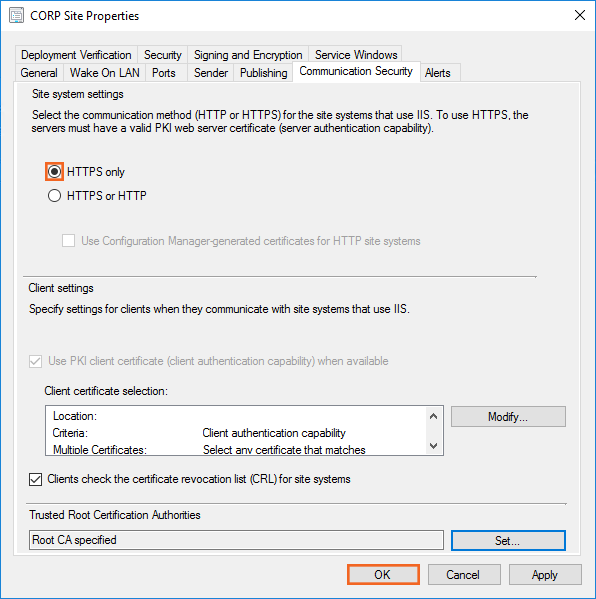 CORP Site Properties
Deployment Verification Security Signing and Encryption Service Windows
General Wake On LAN Ports Sender Publishing Communication Security Alerts
Site system settings
Select the communication method (HTTP or HTTPS) for the site systems that use IIS. To use HTTPS, the
servers must have a valid PKI web server certificate (server authentication capability).
HTTPS only
HTTPS or HTTP
Use Configuration Manager-generated certificates for HTTP site systems
Client settings
Specify settings for clients when they communicate with site systems that use IIS.
Use PKI client certificate (client authentication capability) when available
Client certificate selection:
Location:
Criteria: Client authentication capability
Multiple Certificates: Select any certificate that matches
Modify...
Clients check the certificate revocation list (CRL) for site systems
Trusted Root Certification Authorities
Root CA specified
Set...
OK Cancel Apply